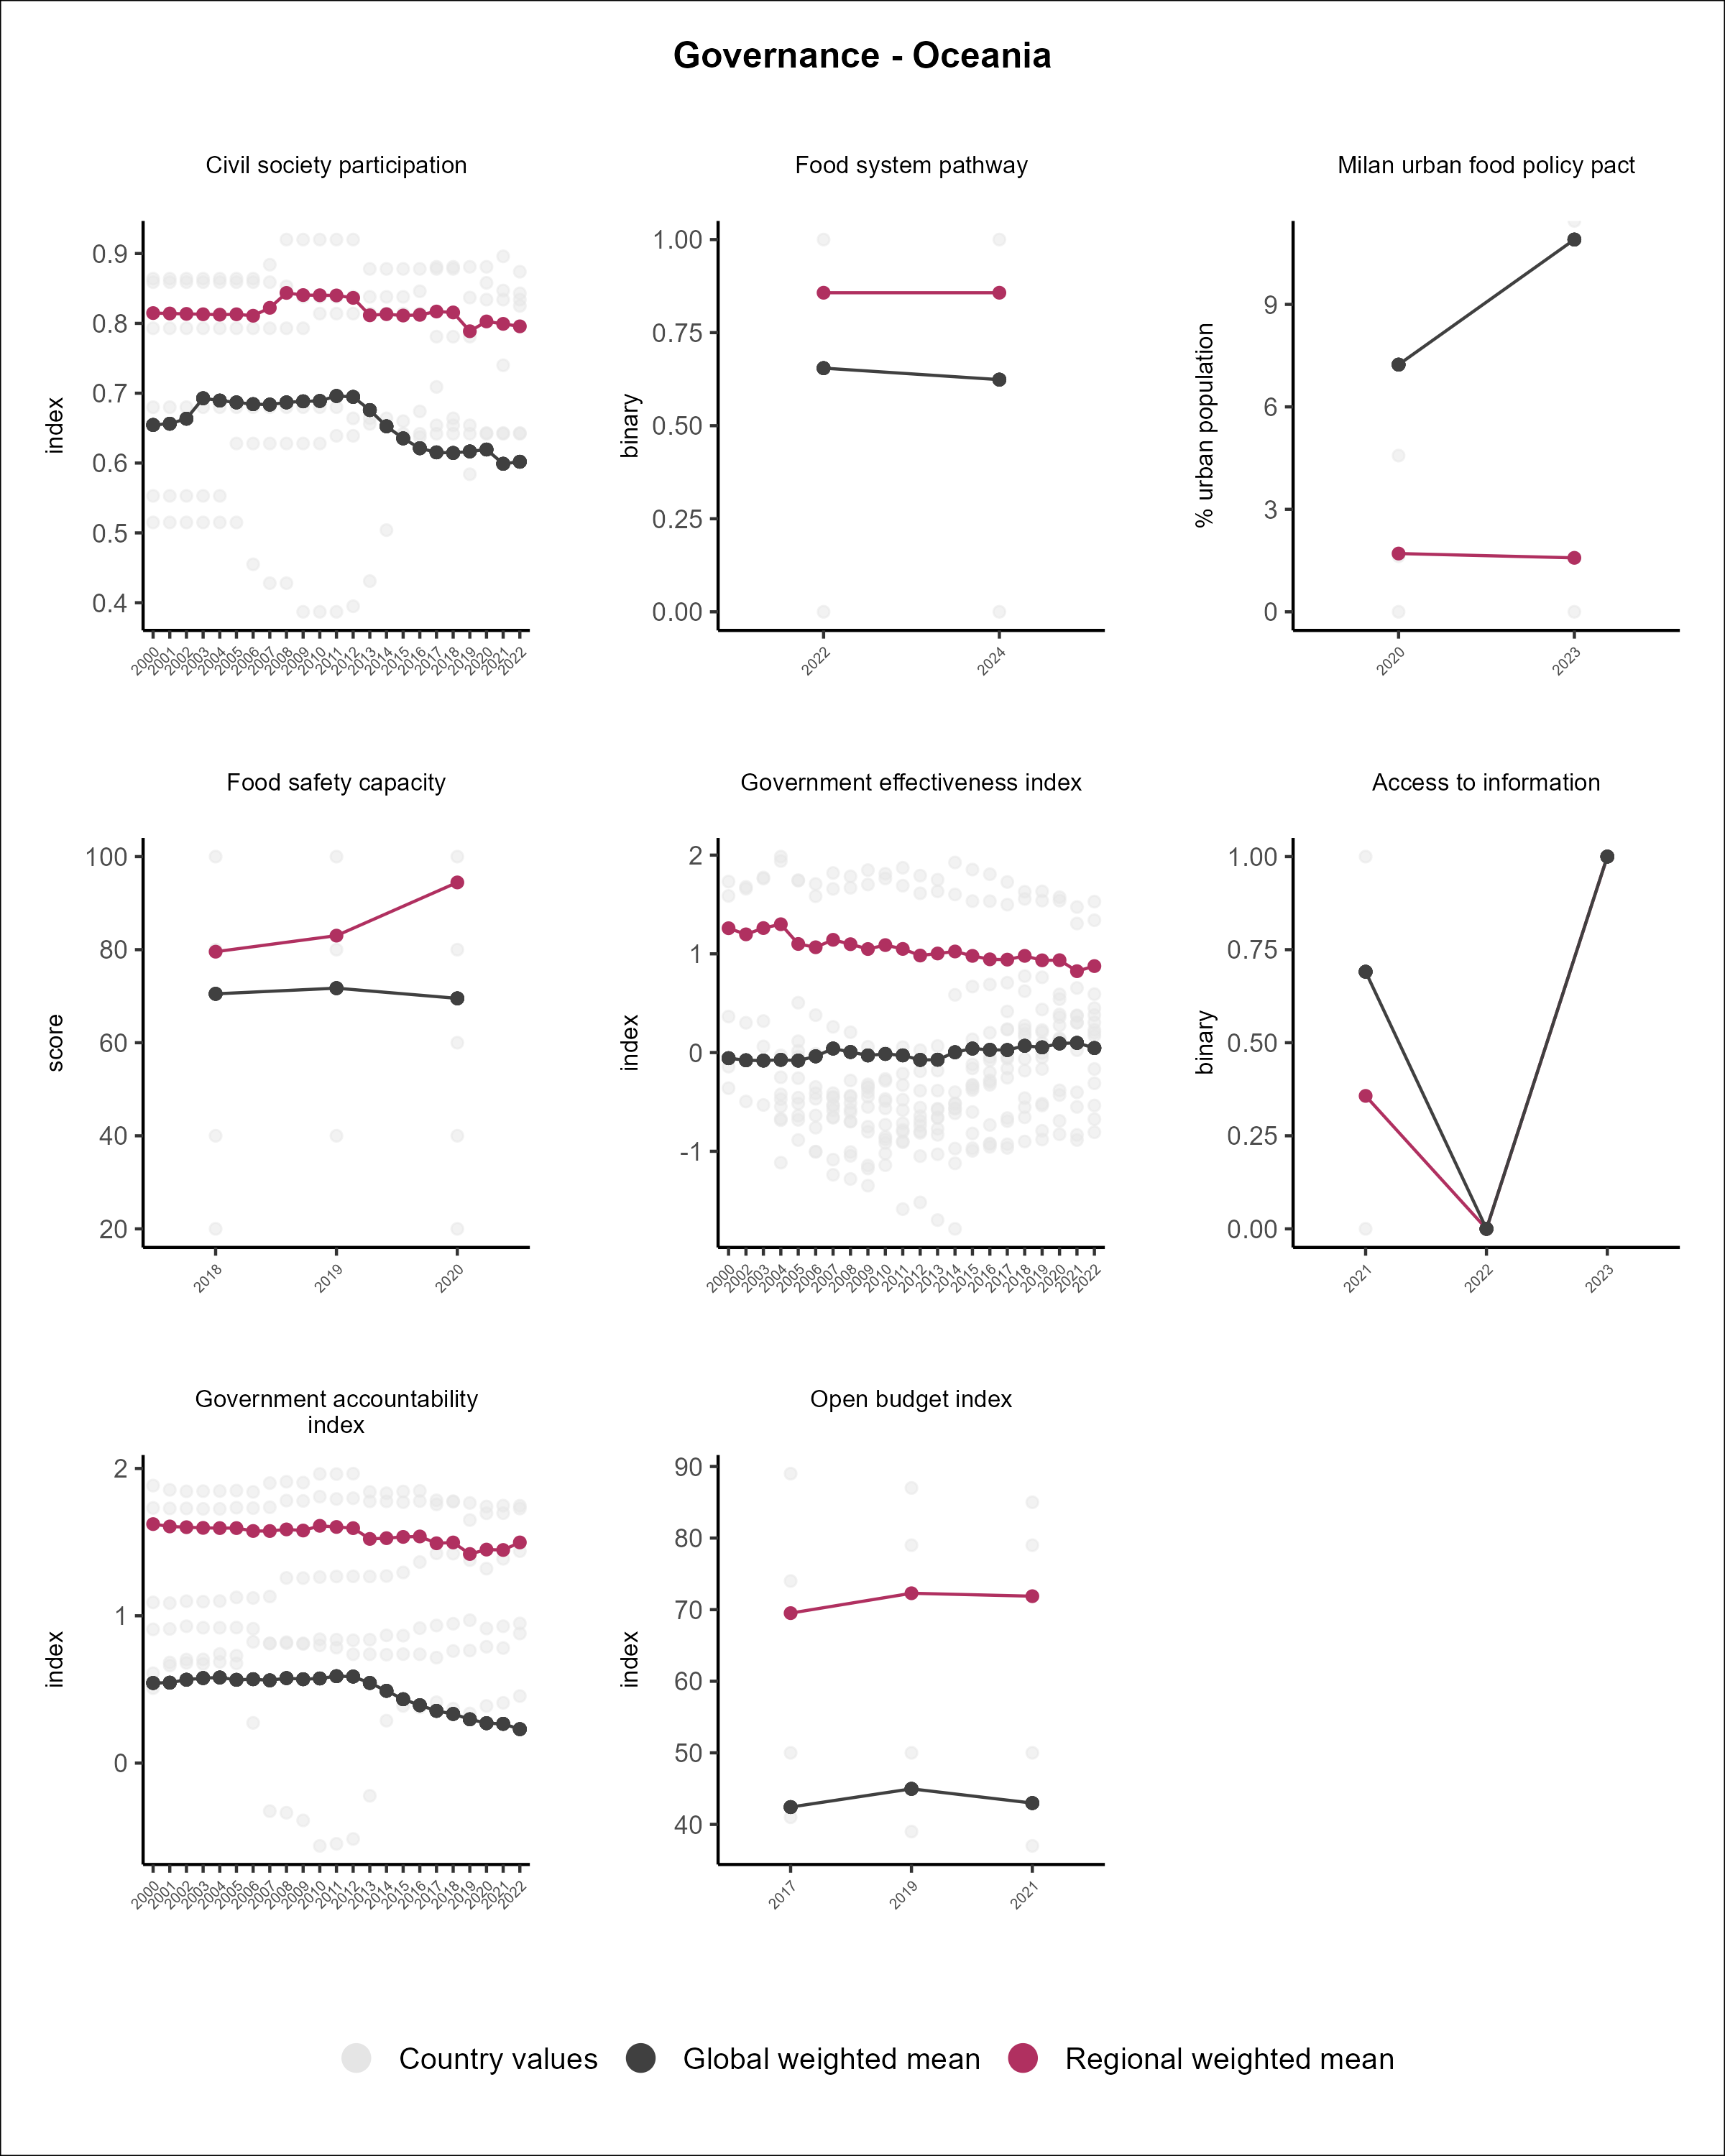 Governance - Oceania
Civil society participation
index
0.9
0.8
0.7
0.6
0.5
0.4
2000 2001 2002 2003 2004 2005 2006 2007 2008 2009 2010 2011 2012 2013 2014 2015 2016 2017 2018 2019 2020 2021 2022
Food system pathway
binary
1.00
0.75
0.50
0.25
0.00
2022 2024
Milan urban food policy pact
% urban population
9
6
3
0
2020 2023
Food safety capacity
score
100
80
60
40
20
2018 2019 2020
Government effectiveness index
index
2
1
0
-1
2000 2002 2003 2004 2005 2006 2007 2008 2009 2010 2011 2012 2013 2014 2015 2016 2017 2018 2019 2020 2021 2022
Access to information
binary
1.00
0.75
0.50
0.25
0.00
2021 2022 2023
Government accountability
index
index
2
1
0
2000 2001 2002 2003 2004 2005 2006 2007 2008 2009 2010 2011 2012 2013 2014 2015 2016 2017 2018 2019 2020 2021 2022
Open budget index
index
90
80
70
60
50
40
2017 2019 2021
Country values Global weighted mean Regional weighted mean